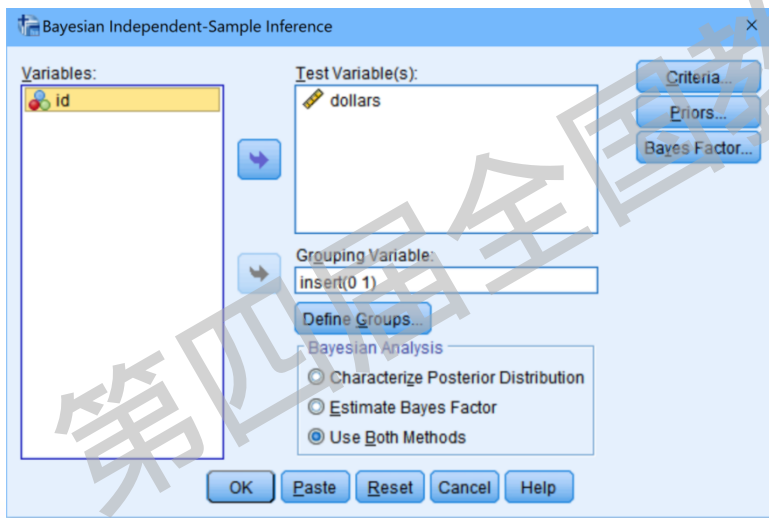 Bayesian Independent-Sample Inference
Variables:
id
Test Variable(s):
dollars
Criteria...
Priors...
Bayes Factor...
Grouping Variable:
insert(0 1)
Define Groups...
Bayesian Analysis
Characterize Posterior Distribution
Estimate Bayes Factor
Use Both Methods
OK Paste Reset Cancel Help
第四届全国教